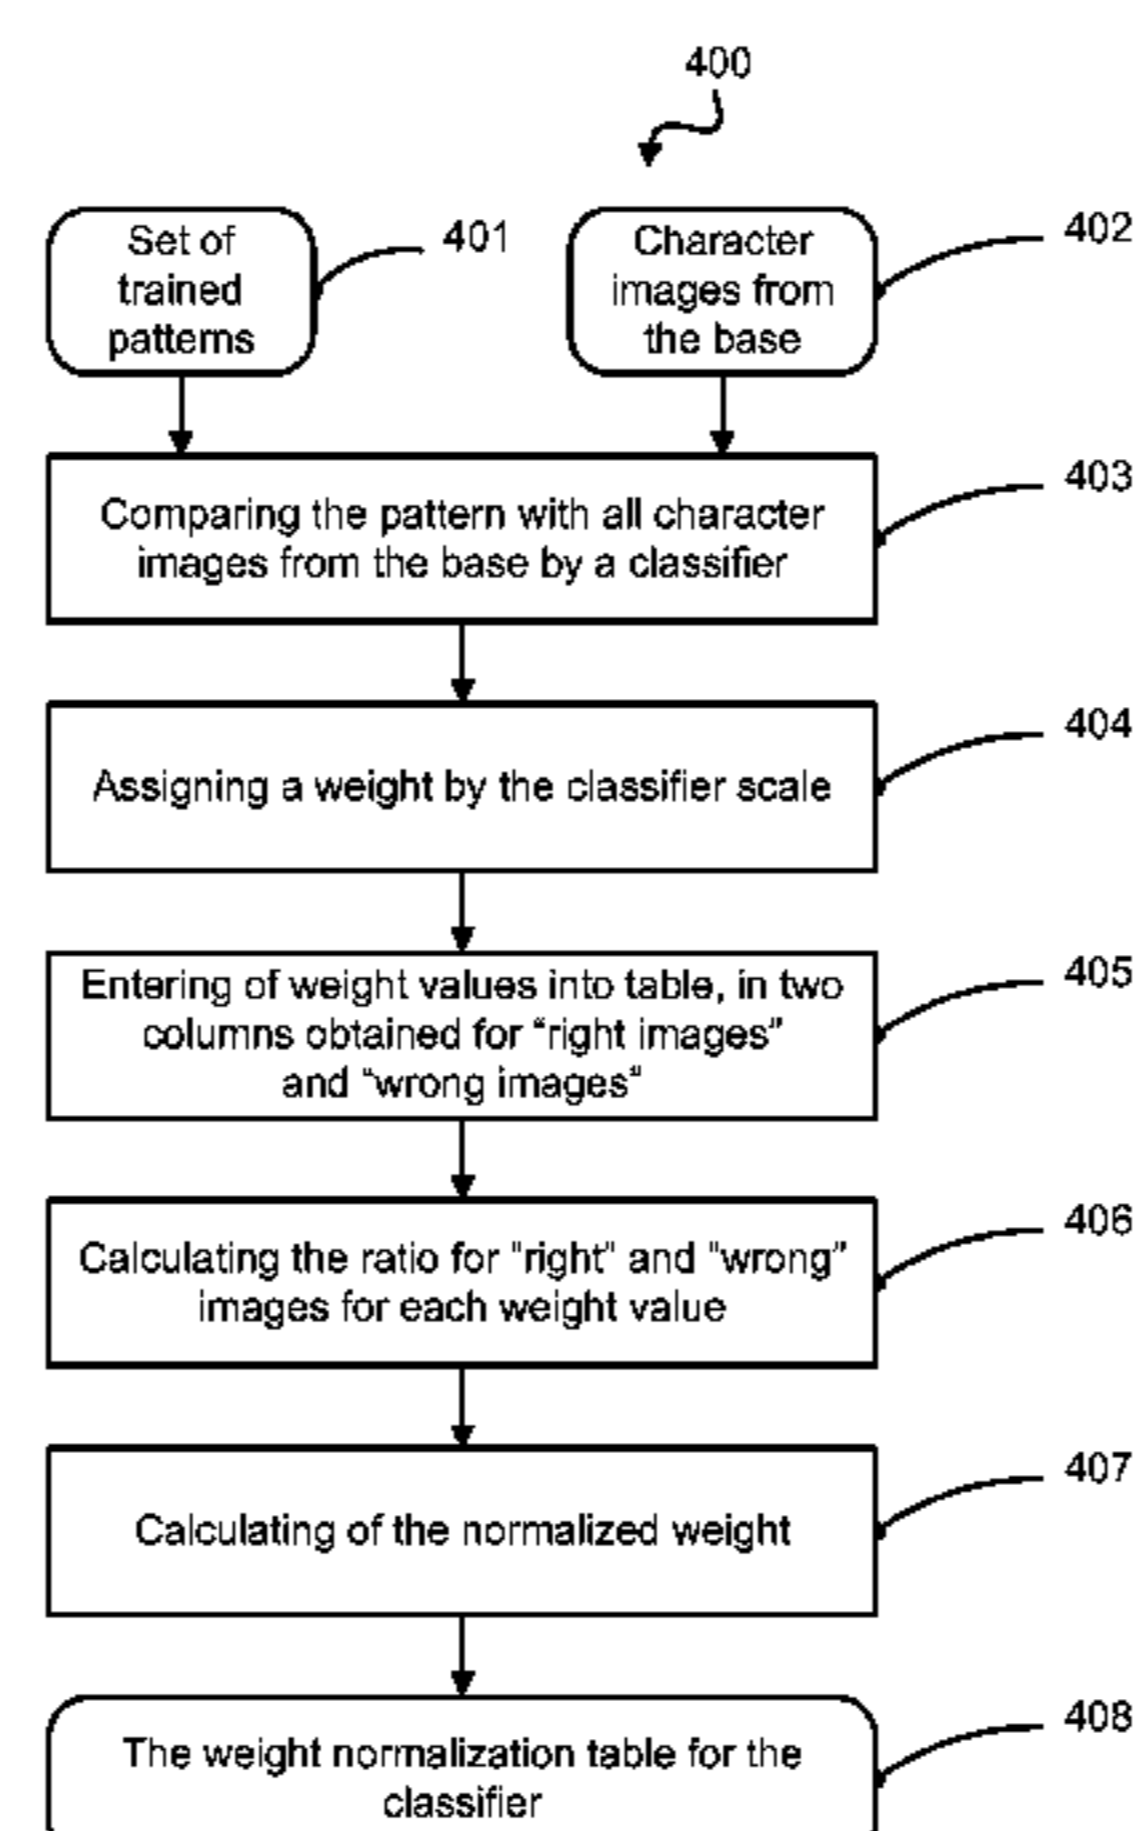 400
Set of
trained
patterns
401
Character
images from
the base
402
Comparing the pattern with all character
images from the base by a classifier
403
Assigning a weight by the classifier scale
404
Entering of weight values into table, in two
columns obtained for “right images”
and “wrong images“
405
Calculating the ratio for “right” and “wrong”
images for each weight value
406
Calculating of the normalized weight
407
The weight normalization table for the
classifier
408